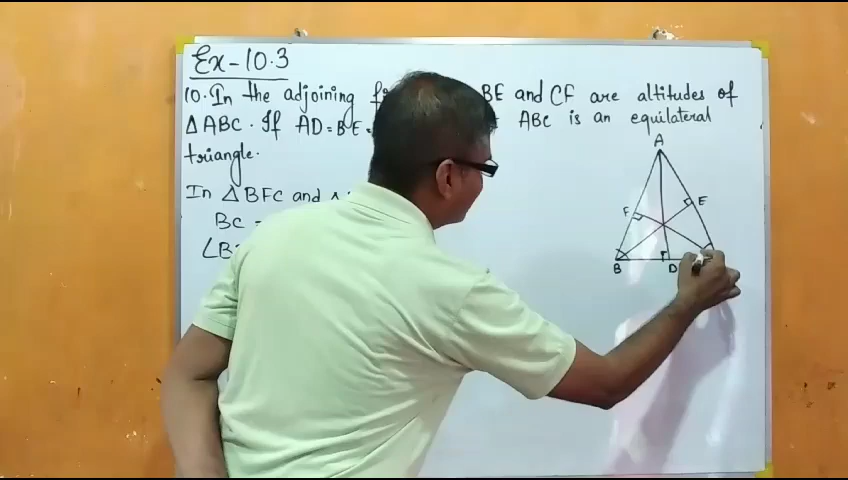 Ex-10.3
10. In the adjoining BE and CF are altitudes of
△ABC. If AD=BE= ABC is an equilateral
triangle.
In △BFC and
BC =
A
F
E
B
D